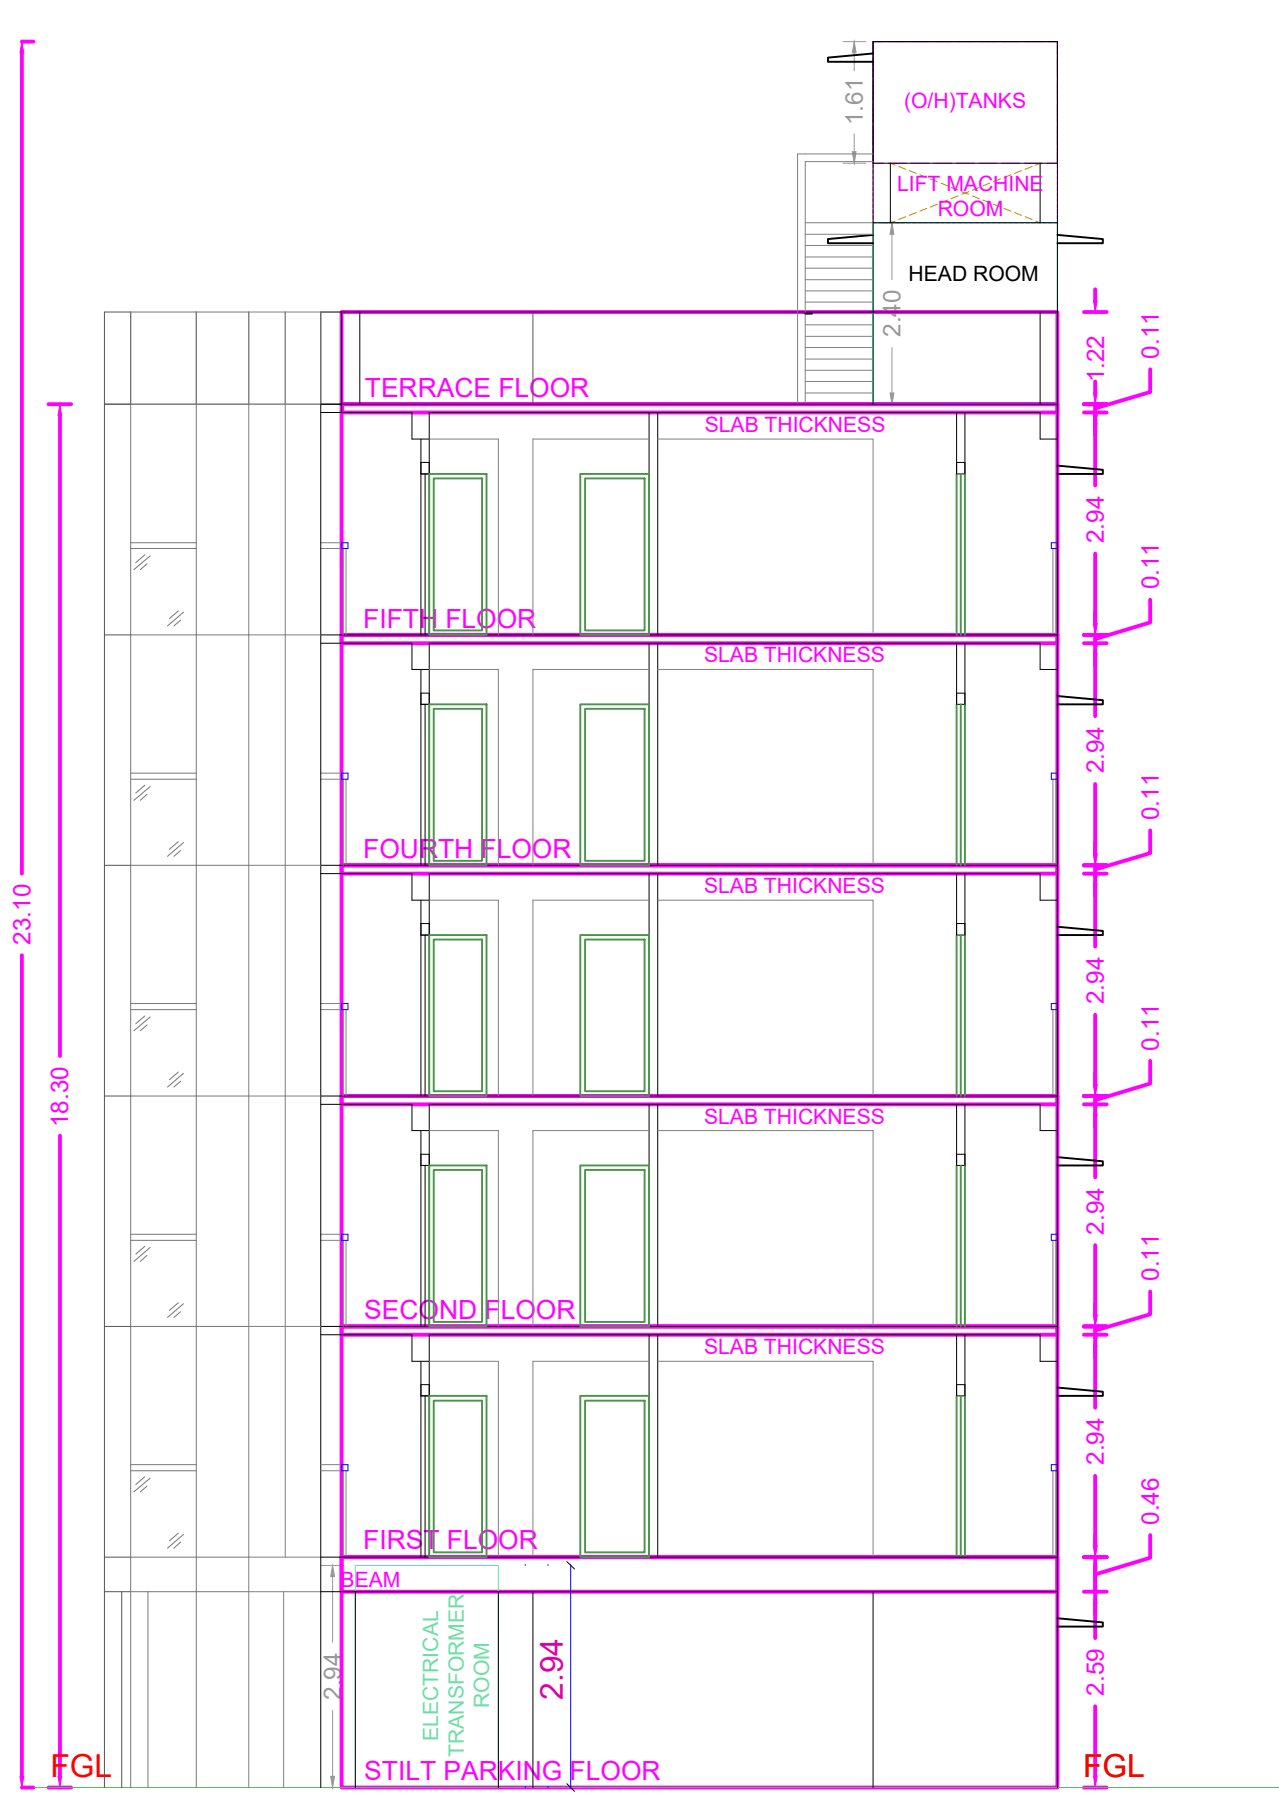 (O/H)TANKS
1.61
LIFT MACHINE
ROOM
HEAD ROOM
2.40
1.22
0.11
TERRACE FLOOR
SLAB THICKNESS
2.94
0.11
FIFTH FLOOR
SLAB THICKNESS
2.94
0.11
FOURTH FLOOR
SLAB THICKNESS
23.10
2.94
0.11
18.30
SLAB THICKNESS
2.94
0.11
SECOND FLOOR
SLAB THICKNESS
2.94
0.46
FIRST FLOOR
BEAM
ELECTRICAL
TRANSFORMER
ROOM
2.94
2.94
2.59
FGL
STILT PARKING FLOOR
FGL